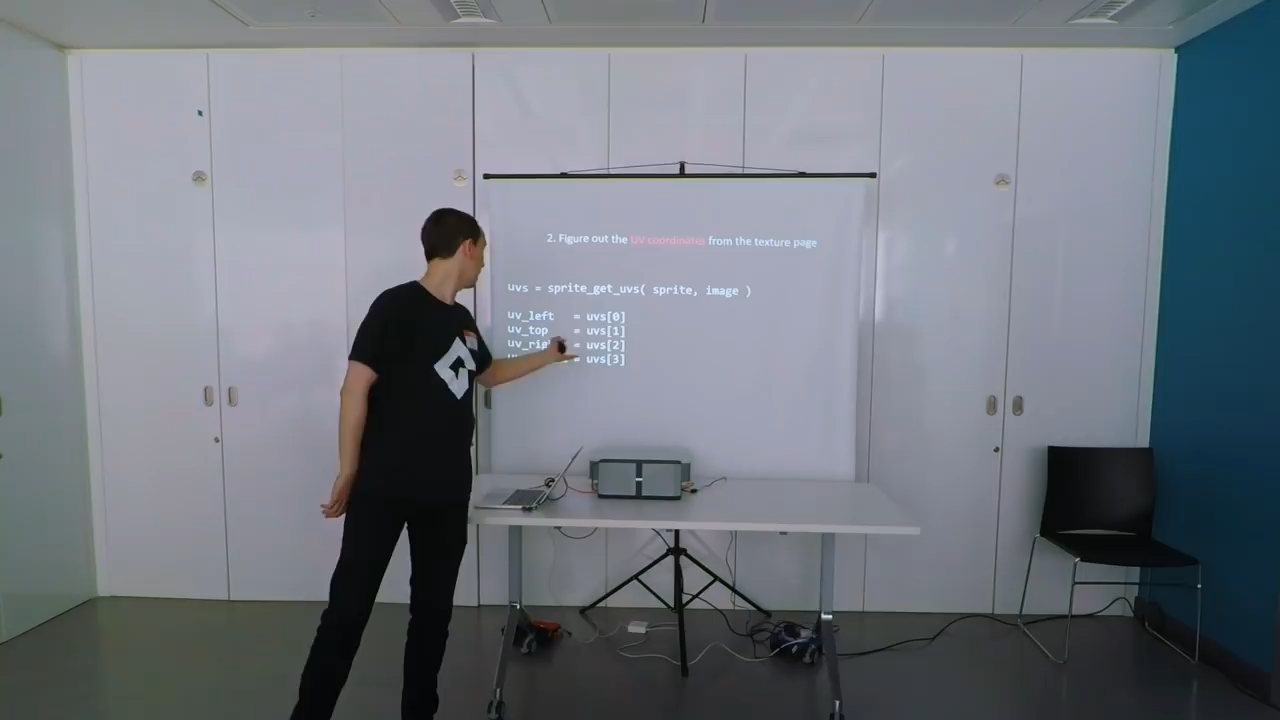 2. Figure out the UV coordinates from the texture page
uvs = sprite_get_uvs( sprite, image )
uv_left = uvs[0]
uv_top = uvs[1]
= uvs[2]
= uvs[3]